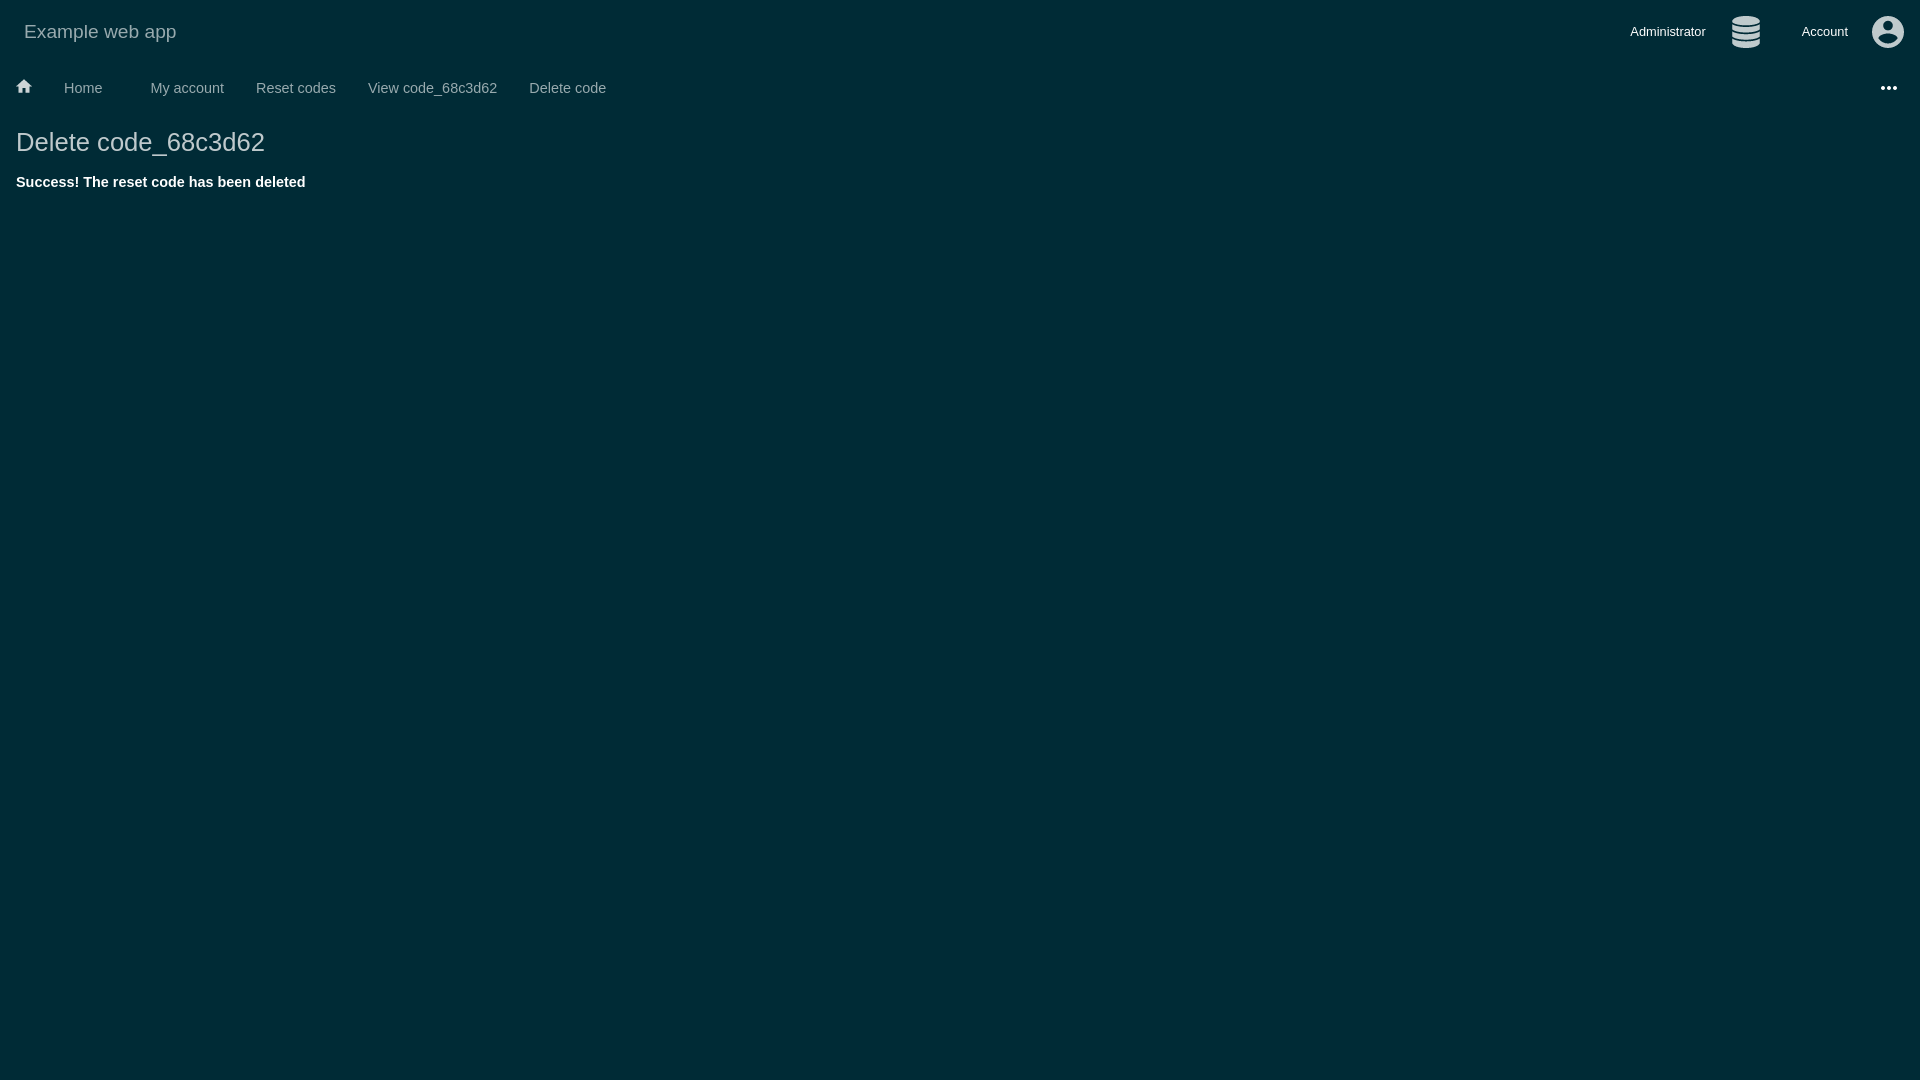 Example web app
Administrator
Account
Home
My account
Reset codes
View code_68c3d62
Delete code
Delete code_68c3d62
Success! The reset code has been deleted